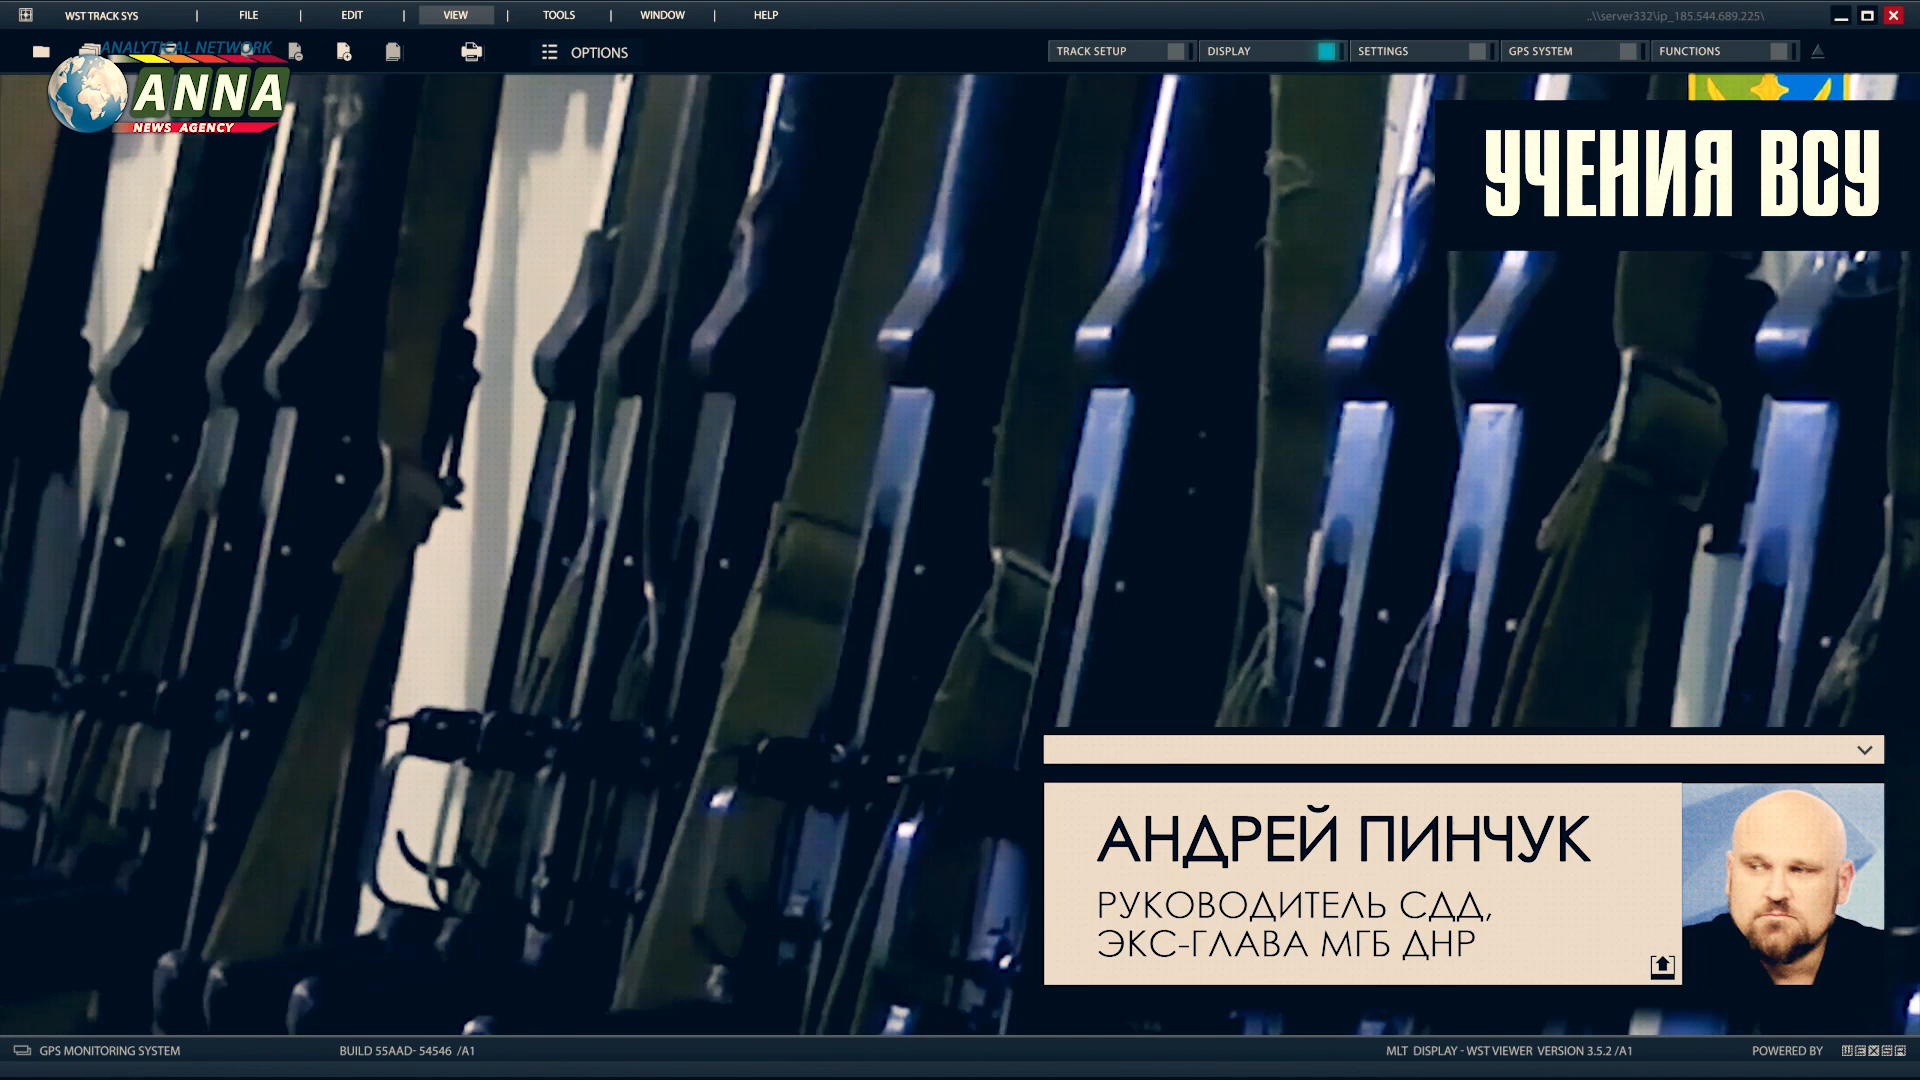 WST TRACK SYS | FILE | EDIT | VIEW | TOOLS | WINDOW | HELP
..\\server332\ip_185.544.689.225\
OPTIONS
TRACK SETUP DISPLAY SETTINGS GPS SYSTEM FUNCTIONS
ANALYTICAL NETWORK
ANNA
NEWS AGENCY
УЧЕНИЯ ВСУ
АНДРЕЙ ПИНЧУК
РУКОВОДИТЕЛЬ СДД,
ЭКС-ГЛАВА МГБ ДНР
GPS MONITORING SYSTEM BUILD 55AAD- 54546 /A1 MLT DISPLAY - WST VIEWER VERSION 3.5.2 /A1 POWERED BY